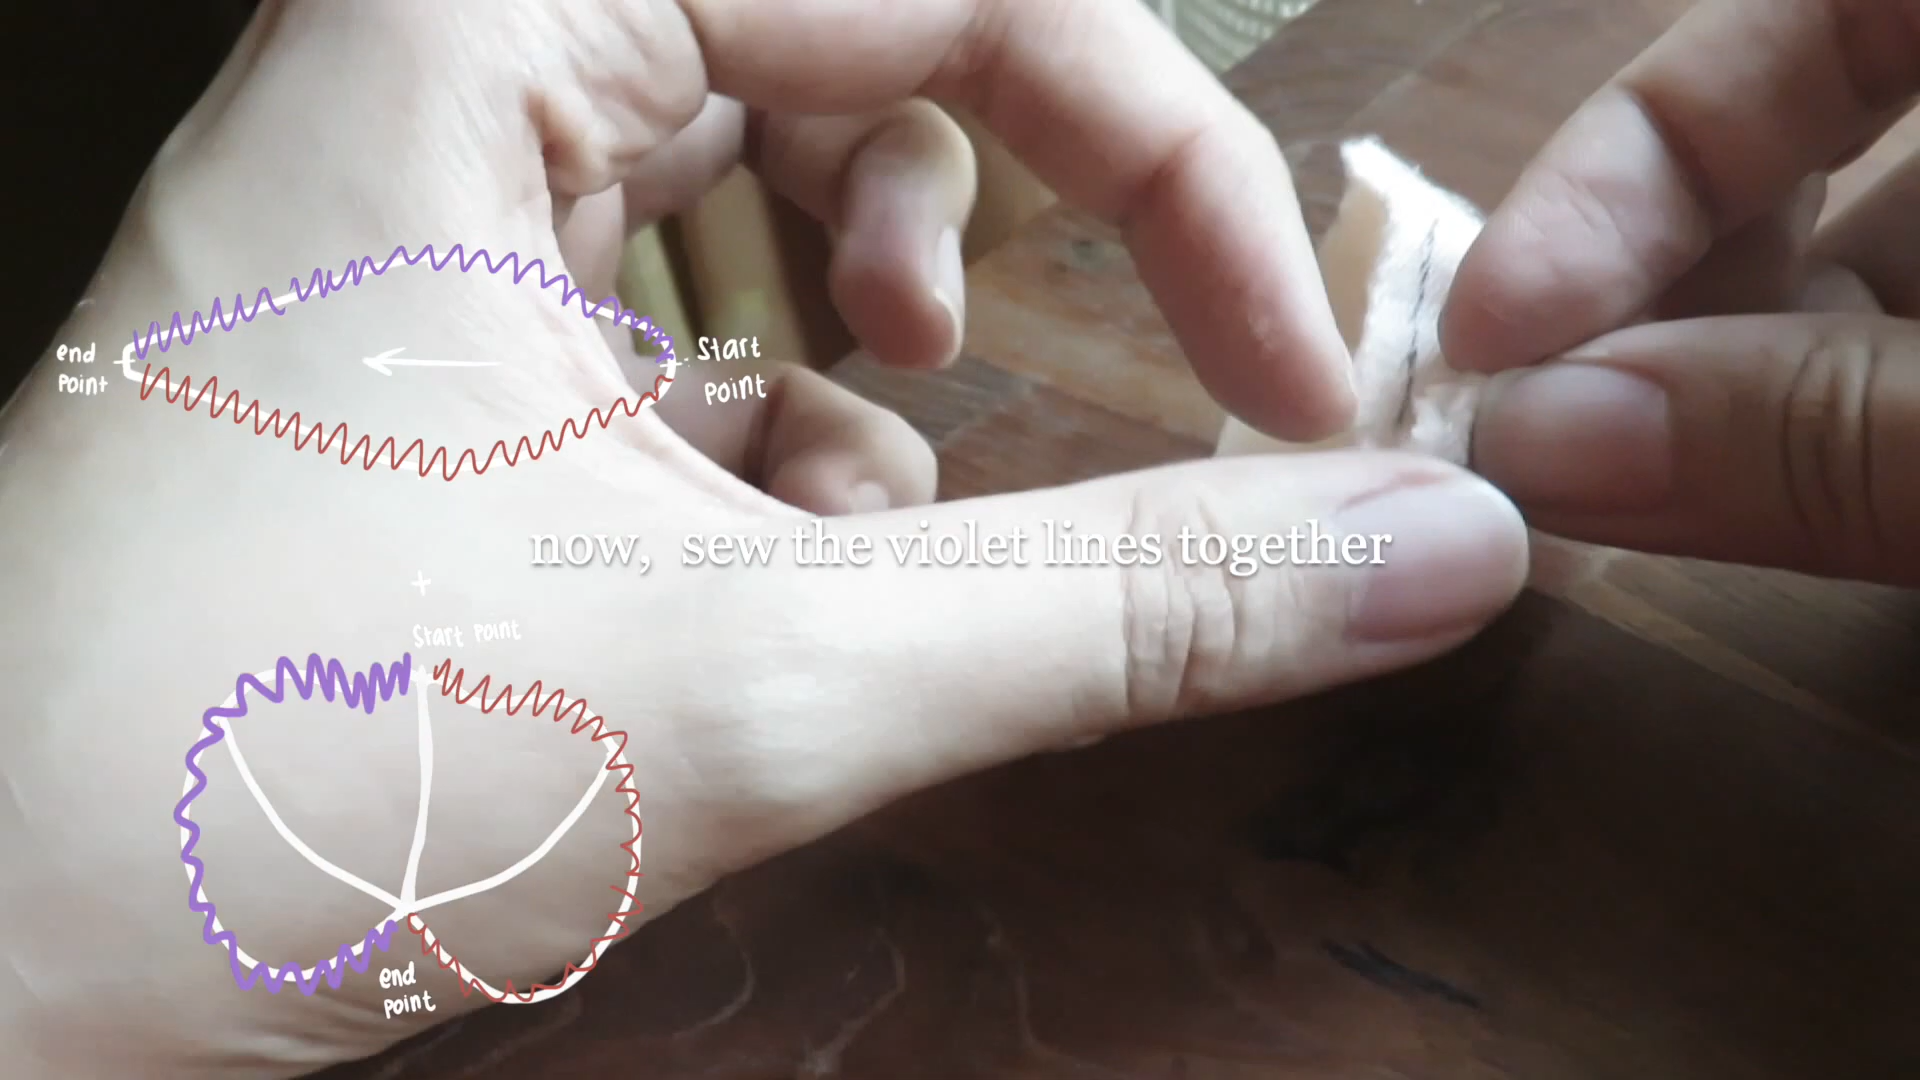 end
point
Start
point
now, sew the violet lines together
Start point
end
point